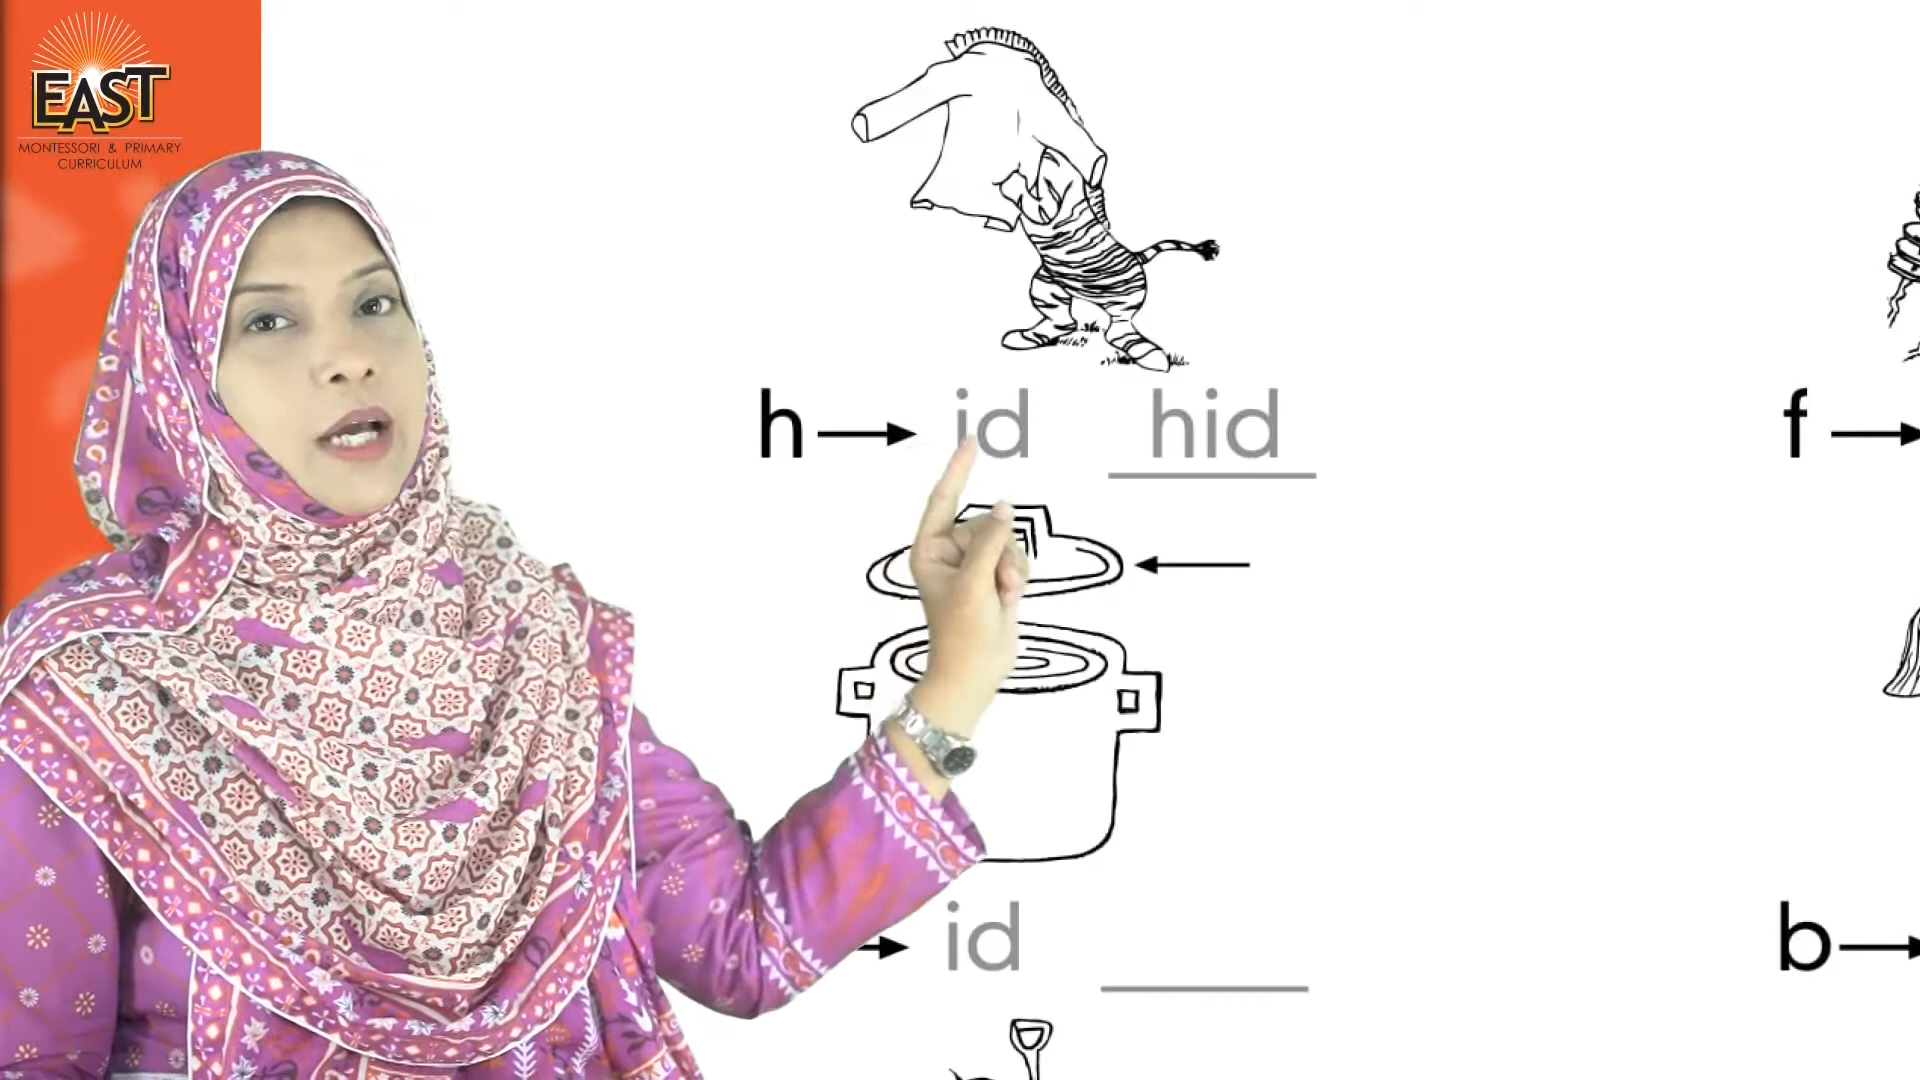 EAST
MONTESSORI & PRIMARY
CURRICULUM
h → id hid
f →
→ id
b →